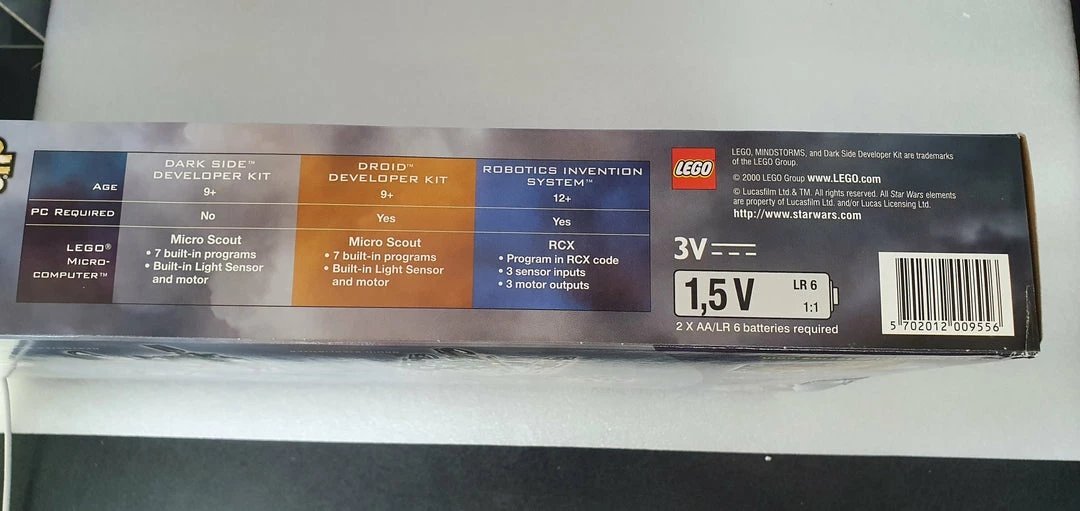 DARK SIDE™
DEVELOPER KIT
DROID™
DEVELOPER KIT
ROBOTICS INVENTION
SYSTEM™
AGE
9+
9+
12+
PC REQUIRED
No
Yes
Yes
LEGO®
MICRO-
COMPUTER™
Micro Scout
• 7 built-in programs
• Built-in Light Sensor
and motor
Micro Scout
• 7 built-in programs
• Built-in Light Sensor
and motor
RCX
• Program in RCX code
• 3 sensor inputs
• 3 motor outputs
LEGO
LEGO, MINDSTORMS, and Dark Side Developer Kit are trademarks
of the LEGO Group.
© 2000 LEGO Group www.LEGO.com
© Lucasfilm Ltd.& TM. All rights reserved. All Star Wars elements
are property of Lucasfilm Ltd. and/or Lucas Licensing Ltd.
http://www.starwars.com
3V
1,5 V
LR 6
1:1
2 X AA/LR 6 batteries required
5 702012 009556